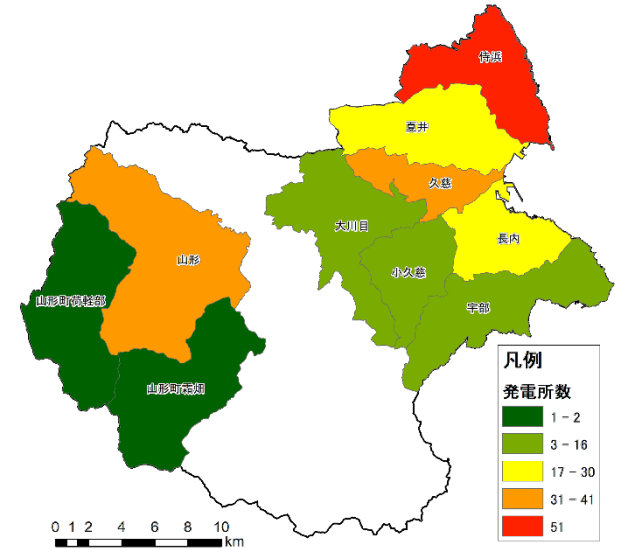 侍浜
夏井
久慈
大川目
長内
山形
小久慈
山形町荷軽部
宇部
山形町霜畑
凡例
発電所数
1 - 2
3 - 16
17 - 30
31 - 41
51
0 1 2 4 6 8 10
km